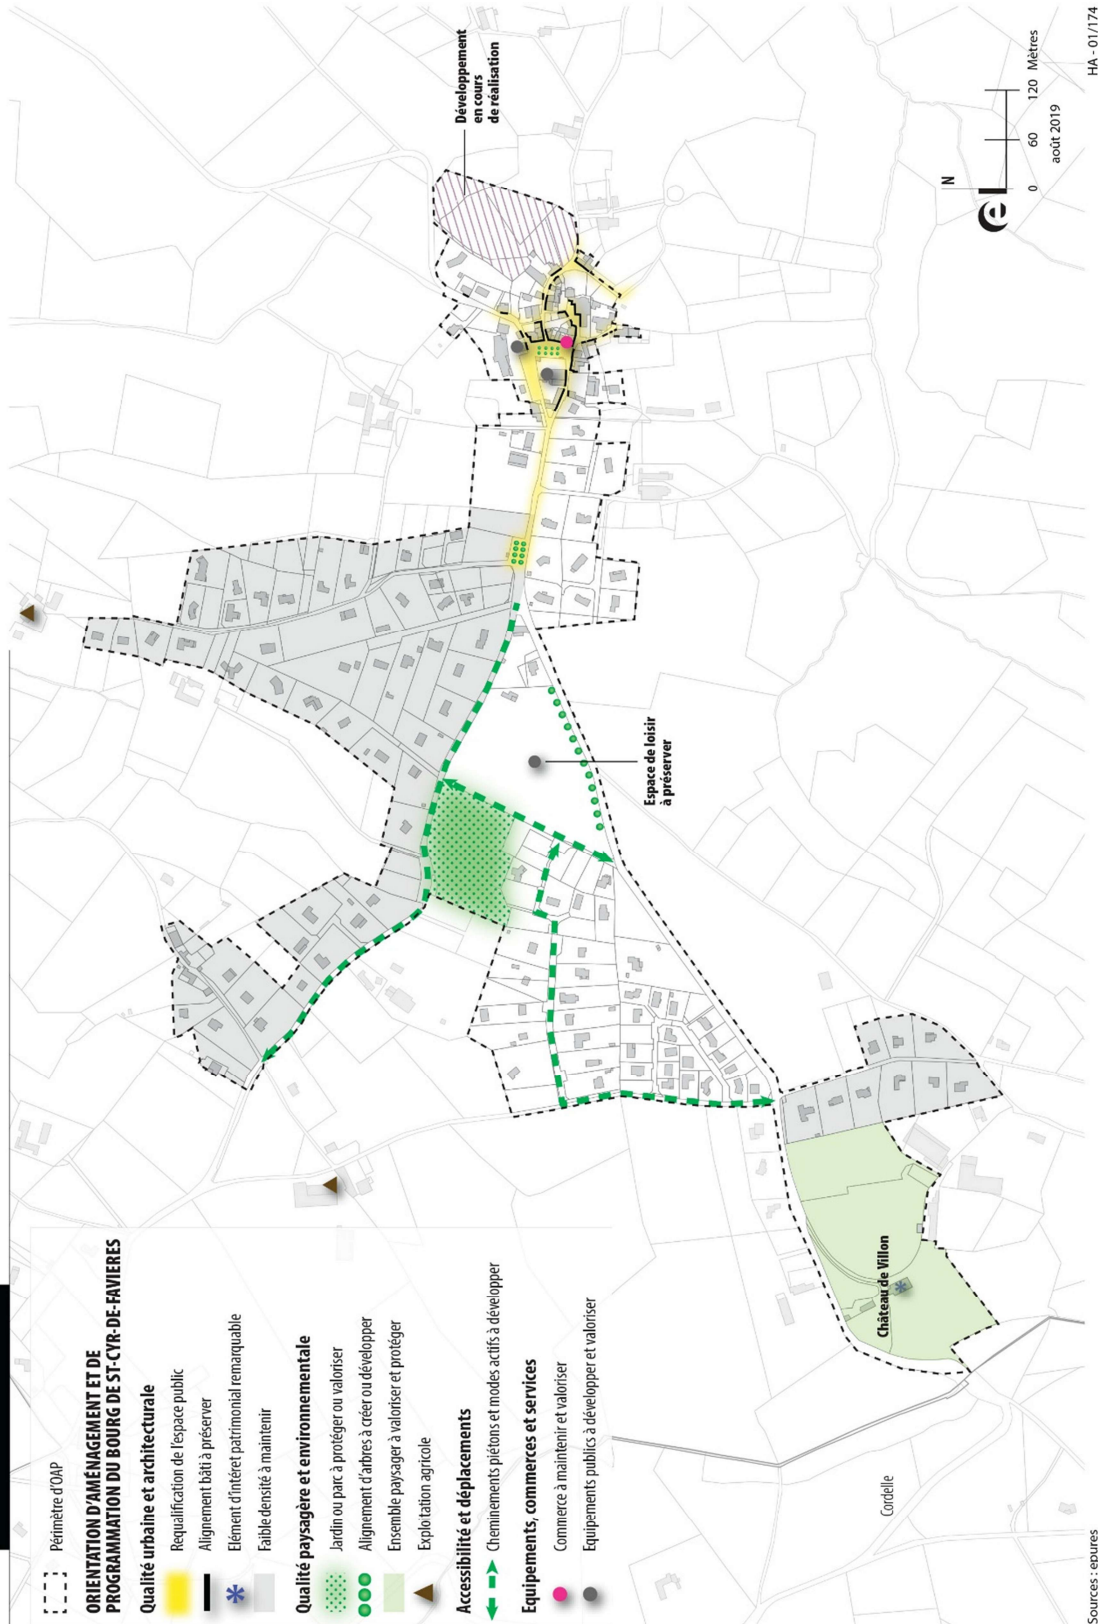 Périmètre d'OAP
ORIENTATION D'AMÉNAGEMENT ET DE
PROGRAMMATION DU BOURG DE ST-CYR-DE-FAVIERES
Qualité urbaine et architecturale
Requalification de l'espace public
Alignement bâti à préserver
Elément d'intéret patrimonial remarquable
Faible densité à maintenir
Qualité paysagère et environnementale
Jardin ou parc a protéger ou valoriser
Alignement d'arbres à créer ou développer
Ensemble paysager à valoriser et protéger
Exploitation agricole
Accessibilité et déplacements
Cheminements piétons et modes actifs à développer
Equipements, commerces et services
Commerce à maintenir et valoriser
Equipements publics à développer et valoriser
Développement
en cours
de réalisation
Espace de loisir
à préserver
Château de Villon
Cordelle
N
0 60 120 Mètres
août 2019
Sources : epures
HA - 01/174